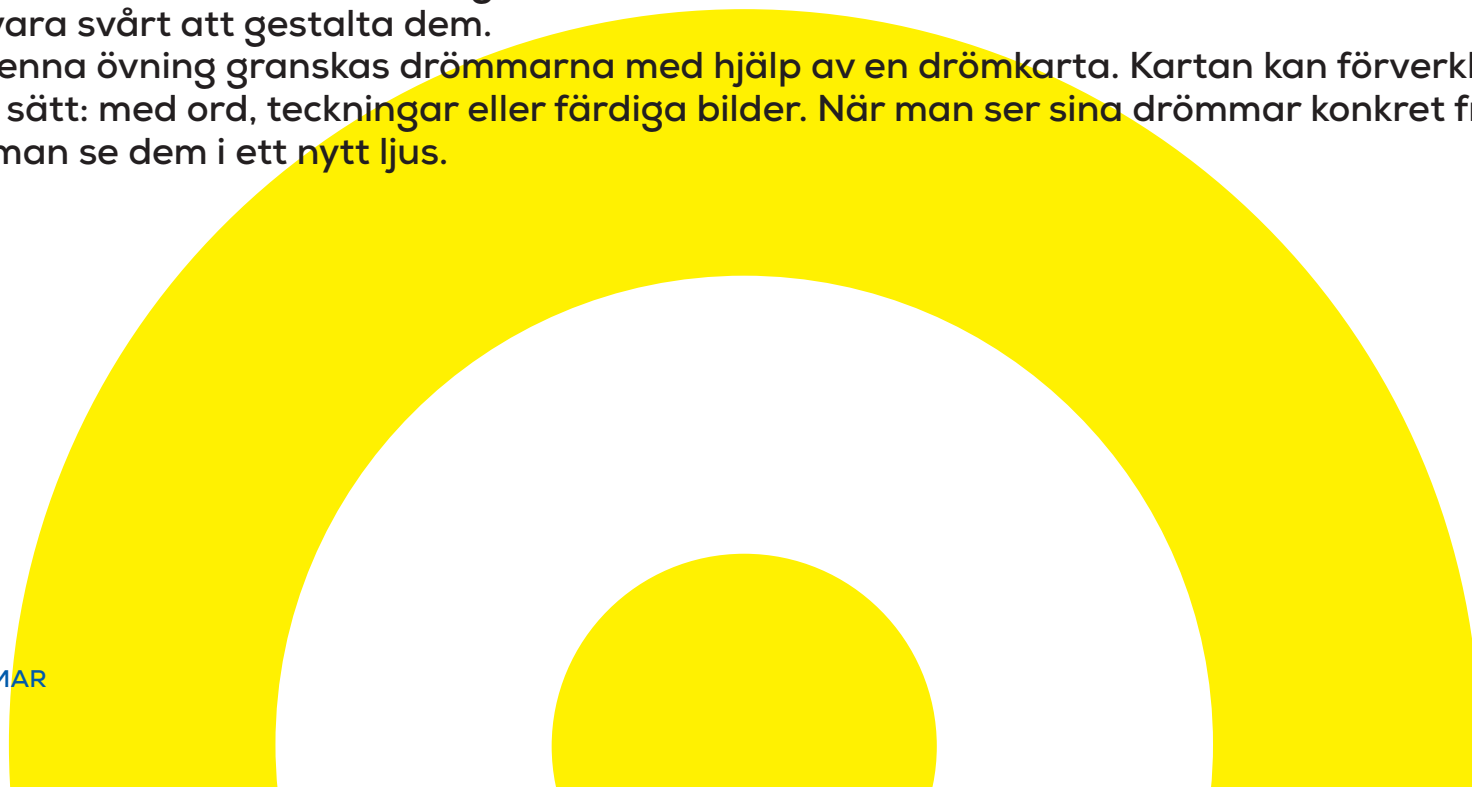 vara svårt att gestalta dem.
enna övning granskas drömmarna med hjälp av en drömkarta. Kartan kan förverkl
sätt: med ord, teckningar eller färdiga bilder. När man ser sina drömmar konkret fr
man se dem i ett nytt ljus.
MAR